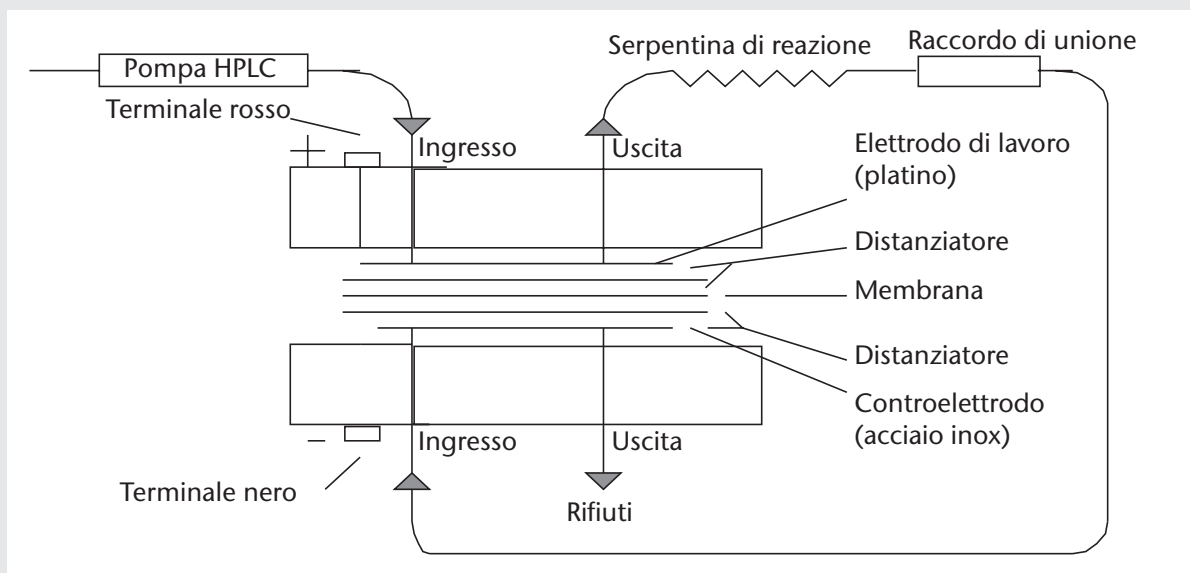 Serpentina di reazione
Raccordo di unione
Pompa HPLC
Terminale rosso
+
Ingresso
Uscita
Elettrodo di lavoro
(platino)
Distanziatore
Membrana
Distanziatore
Controelettrodo
(acciaio inox)
–
Ingresso
Uscita
Terminale nero
Rifiuti